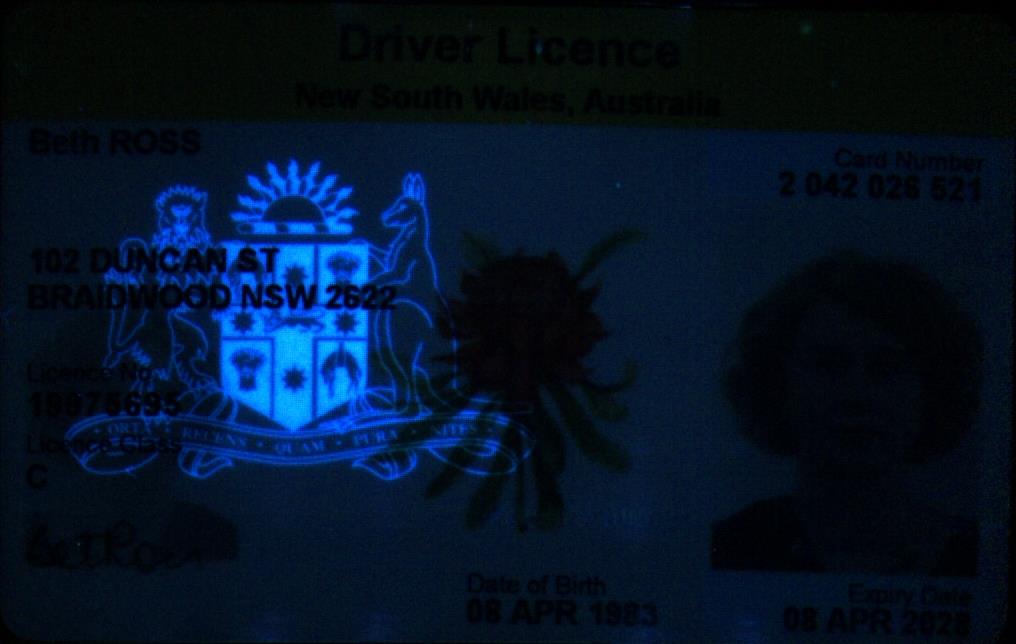 Driver Licence
New South Wales, Australia
Beth ROSS
Card Number
2 042 026 521
102 DUNCAN ST
BRAIDWOOD NSW 2622
Licence No.
19875695
Licence Class
C
ORTA RECENS QUAM PURA NITES
Date of Birth
08 APR 1983
Expiry Date
08 APR 2028